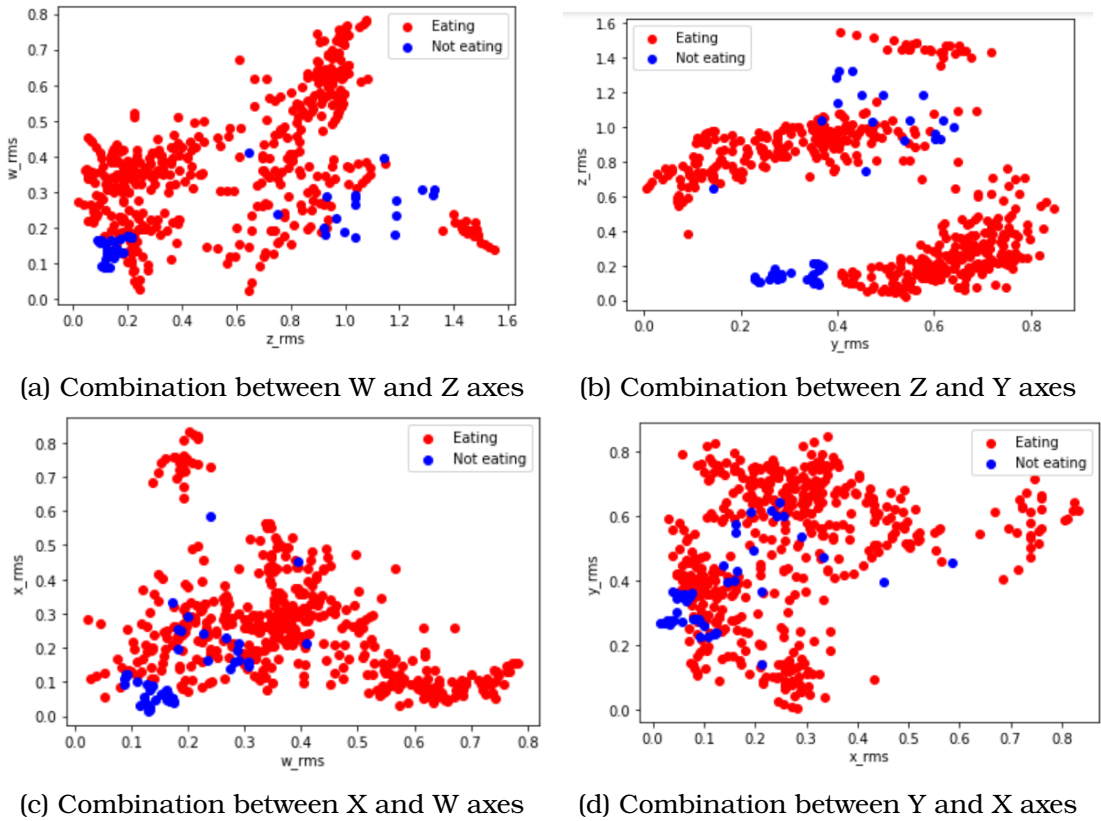 0.8
0.7
0.6
0.5
0.4
0.3
0.2
0.1
0.0
w_rms
Eating
Not eating
0.0 0.2 0.4 0.6 0.8 1.0 1.2 1.4 1.6
z_rms
(a) Combination between W and Z axes
1.6
1.4
1.2
1.0
0.8
0.6
0.4
0.2
0.0
z_rms
Eating
Not eating
0.0 0.2 0.4 0.6 0.8
y_rms
(b) Combination between Z and Y axes
0.8
0.7
0.6
0.5
0.4
0.3
0.2
0.1
0.0
x_rms
Eating
Not eating
0.0 0.1 0.2 0.3 0.4 0.5 0.6 0.7 0.8
w_rms
(c) Combination between X and W axes
0.8
0.6
0.4
0.2
0.0
y_rms
Eating
Not eating
0.0 0.1 0.2 0.3 0.4 0.5 0.6 0.7 0.8
x_rms
(d) Combination between Y and X axes